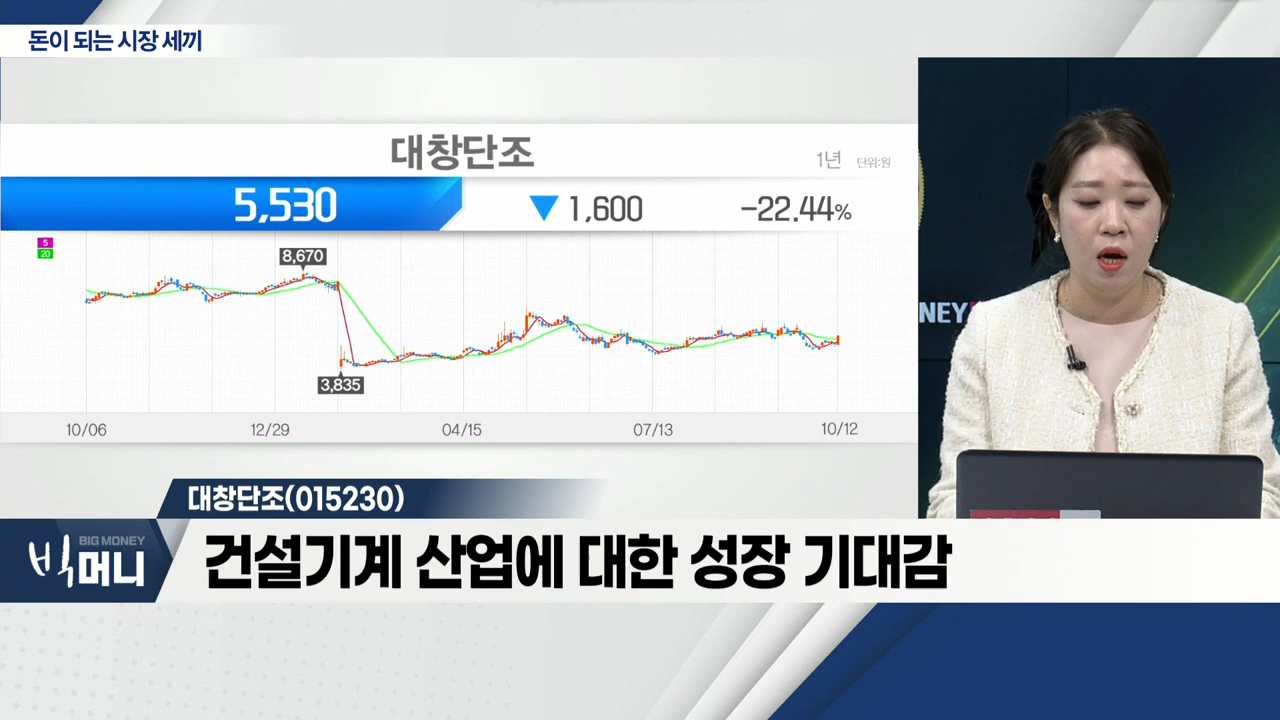 돈이 되는 시장 세끼
대창단조
1년 단위:원
5,530 ▼ 1,600 -22.44%
5
20
8,670
3,835
10/06 12/29 04/15 07/13 10/12
NEY
대창단조(015230)
BIG MONEY
빅머니
건설기계 산업에 대한 성장 기대감